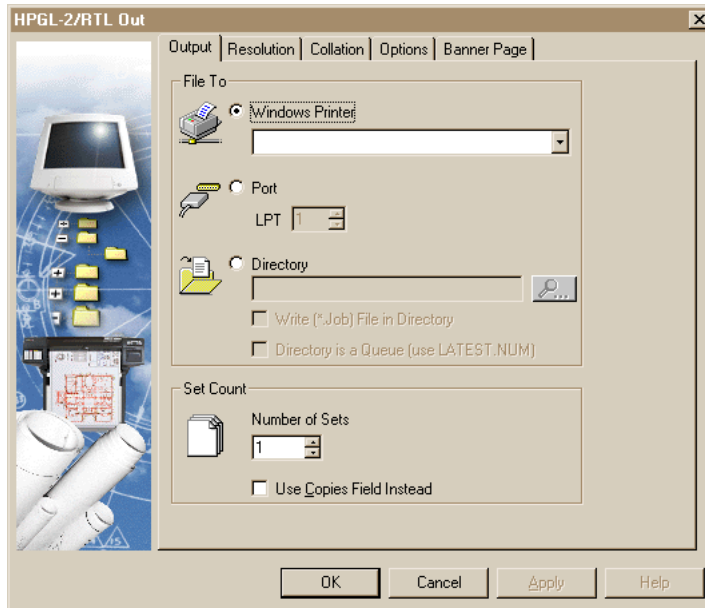 HPGL-2/RTL Out
Output Resolution Collation Options Banner Page
File To
Windows Printer
Port
LPT 1
Directory
...
Write (*.Job) File in Directory
Directory is a Queue (use LATEST.NUM)
Set Count
Number of Sets
1
Use Copies Field Instead
OK Cancel Apply Help